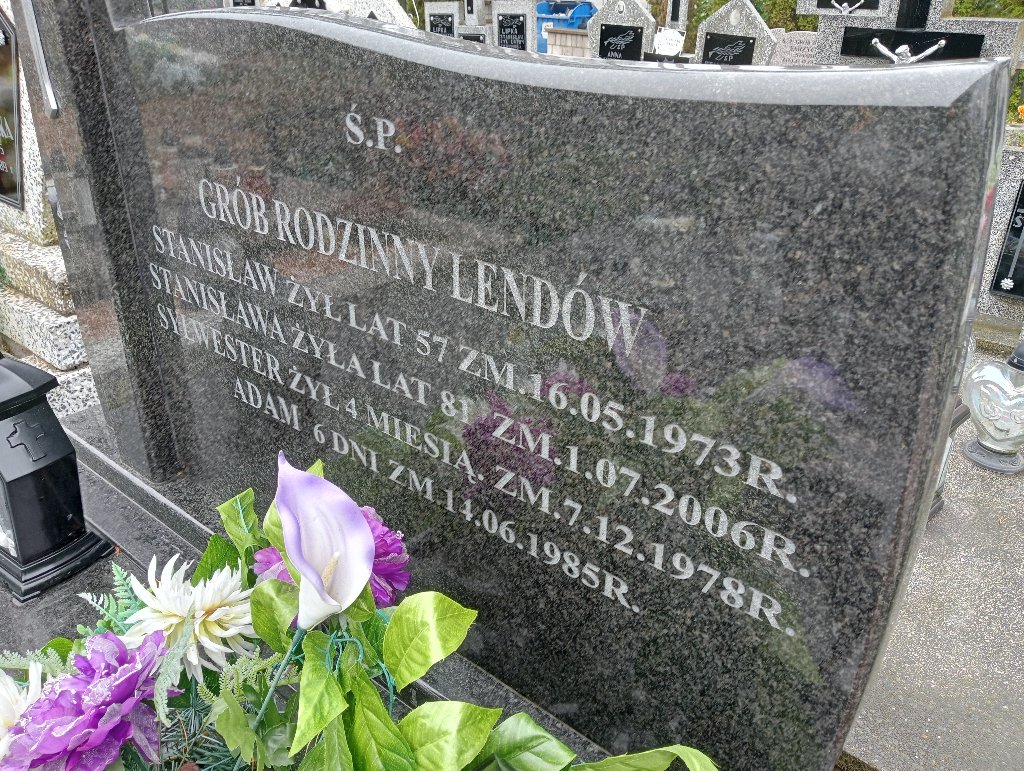 LIPKA
Ś.P.
GRÓB RODZINNY LENDÓW
STANISŁAW ŻYŁ LAT 57 ZM.16.05.1973R.
STANISŁAWA ŻYŁA LAT 81 ZM.1.07.2006R.
SYLWESTER ŻYŁ 4 MIESIĄ. ZM.7.12.1978R.
ADAM 6 DNI ZM.14.06.1985R.